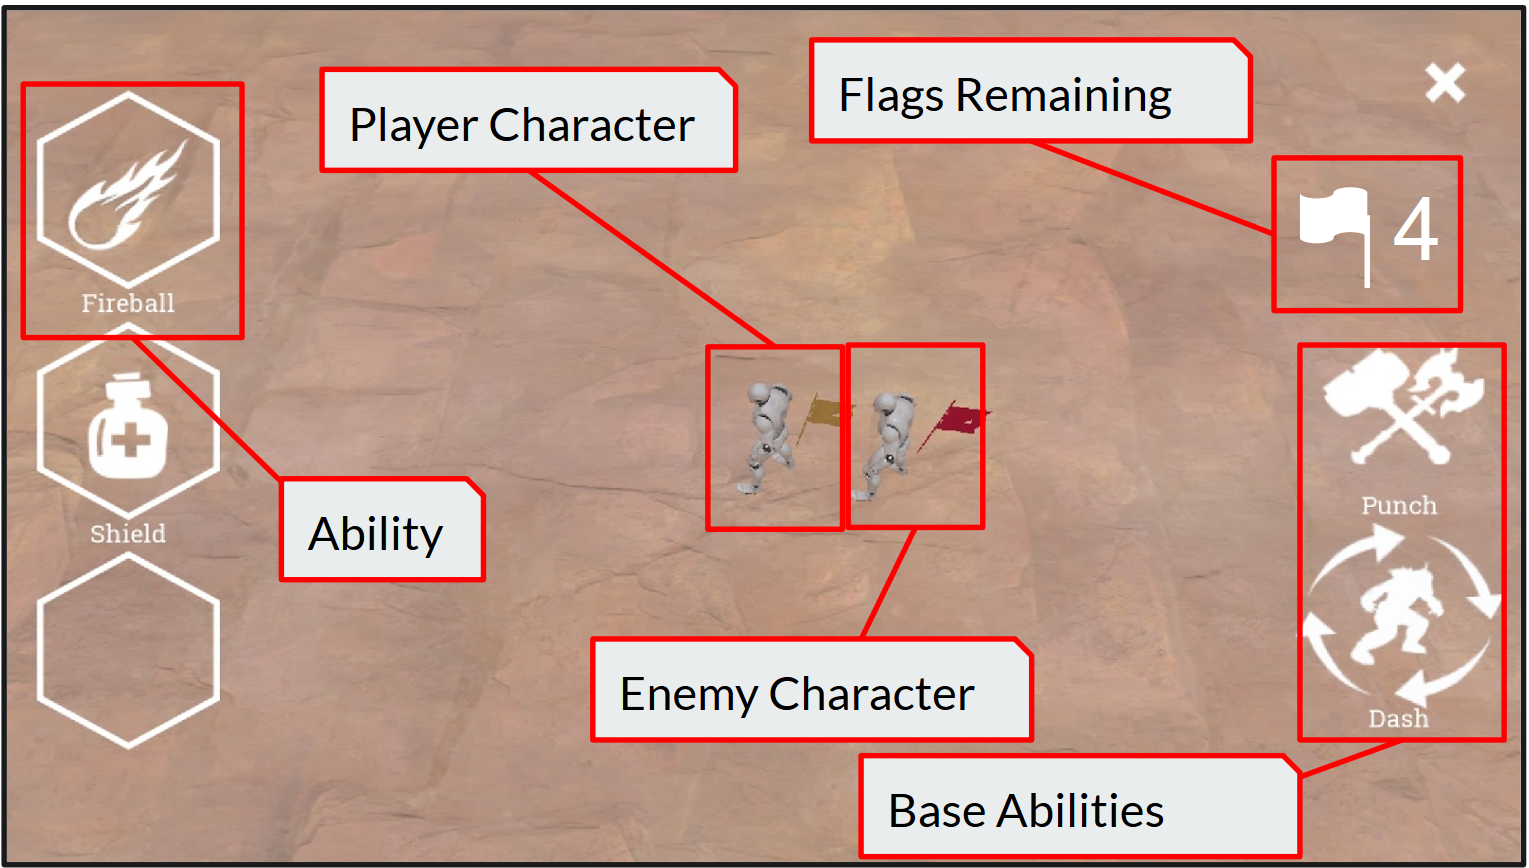 Player Character
Flags Remaining
4
Fireball
Shield
Ability
Punch
Dash
Enemy Character
Base Abilities